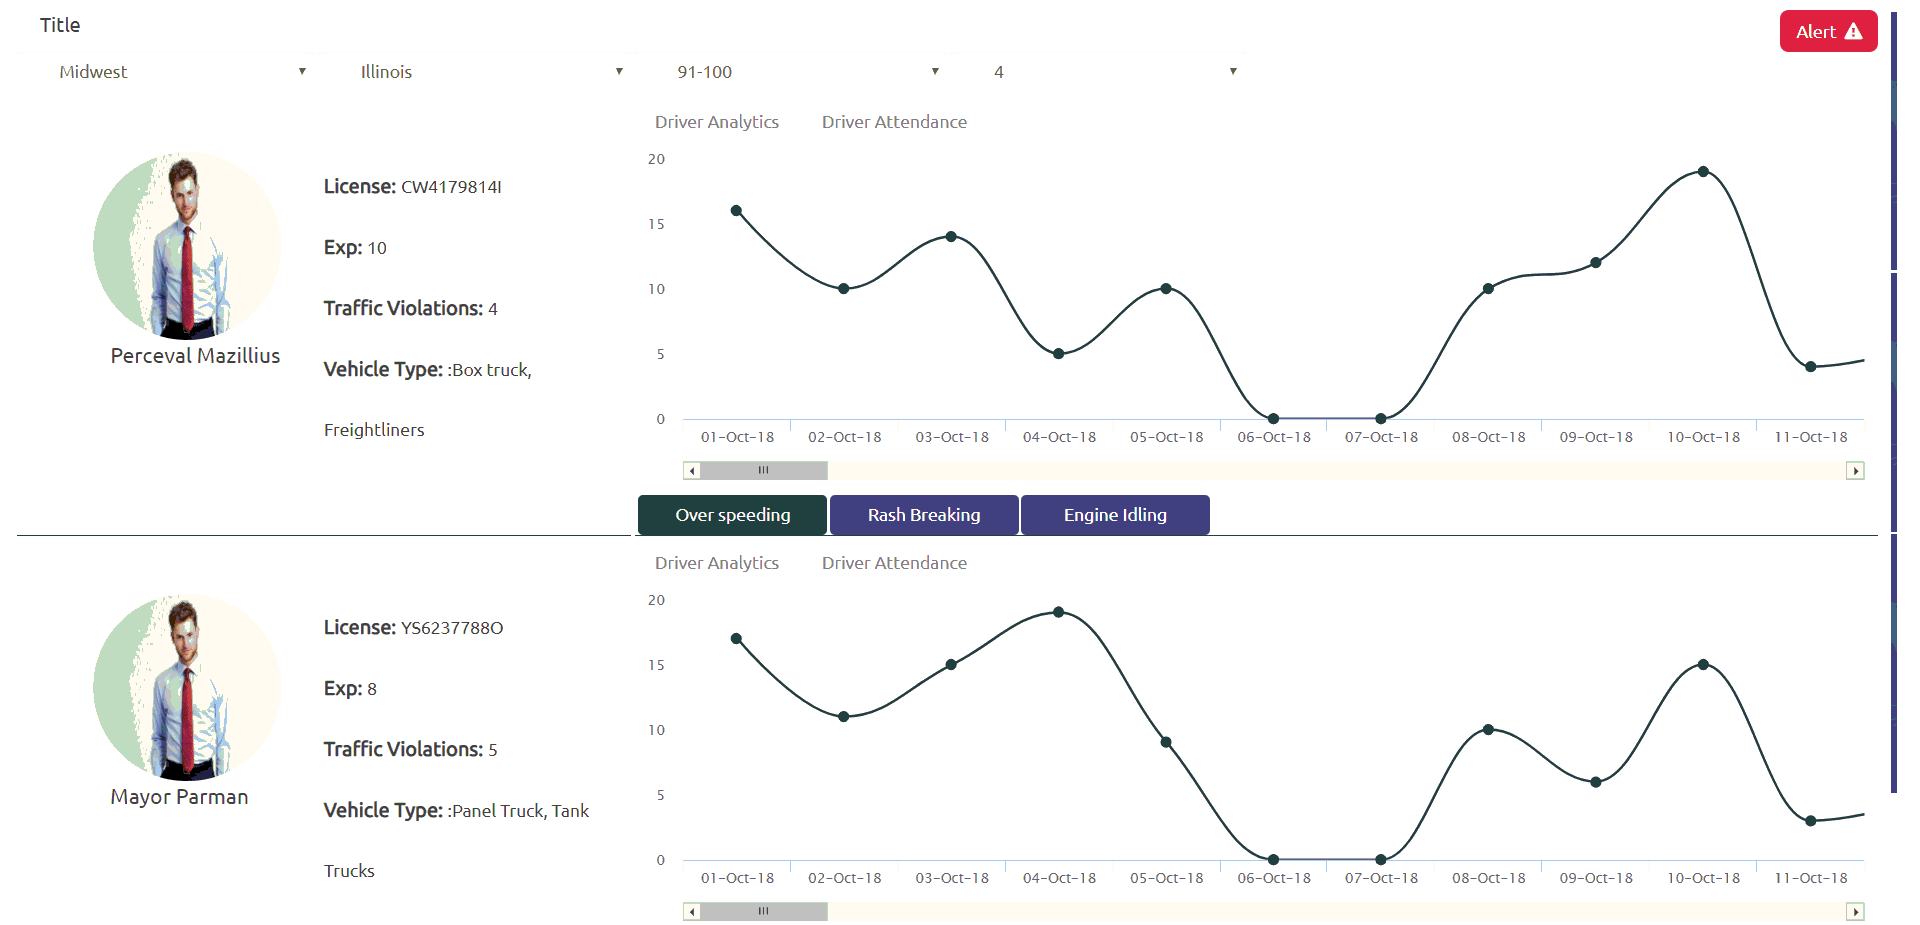 Title
Alert
Midwest
Illinois
91-100
4
Driver Analytics Driver Attendance
License: CW4179814I
Exp: 10
Traffic Violations: 4
Vehicle Type: :Box truck,
Freightliners
Perceval Mazillius
20
15
10
5
0
01-Oct-18 02-Oct-18 03-Oct-18 04-Oct-18 05-Oct-18 06-Oct-18 07-Oct-18 08-Oct-18 09-Oct-18 10-Oct-18 11-Oct-18
Over speeding
Rash Breaking
Engine Idling
Driver Analytics Driver Attendance
License: YS6237788O
Exp: 8
Traffic Violations: 5
Vehicle Type: :Panel Truck, Tank
Trucks
Mayor Parman
20
15
10
5
0
01-Oct-18 02-Oct-18 03-Oct-18 04-Oct-18 05-Oct-18 06-Oct-18 07-Oct-18 08-Oct-18 09-Oct-18 10-Oct-18 11-Oct-18